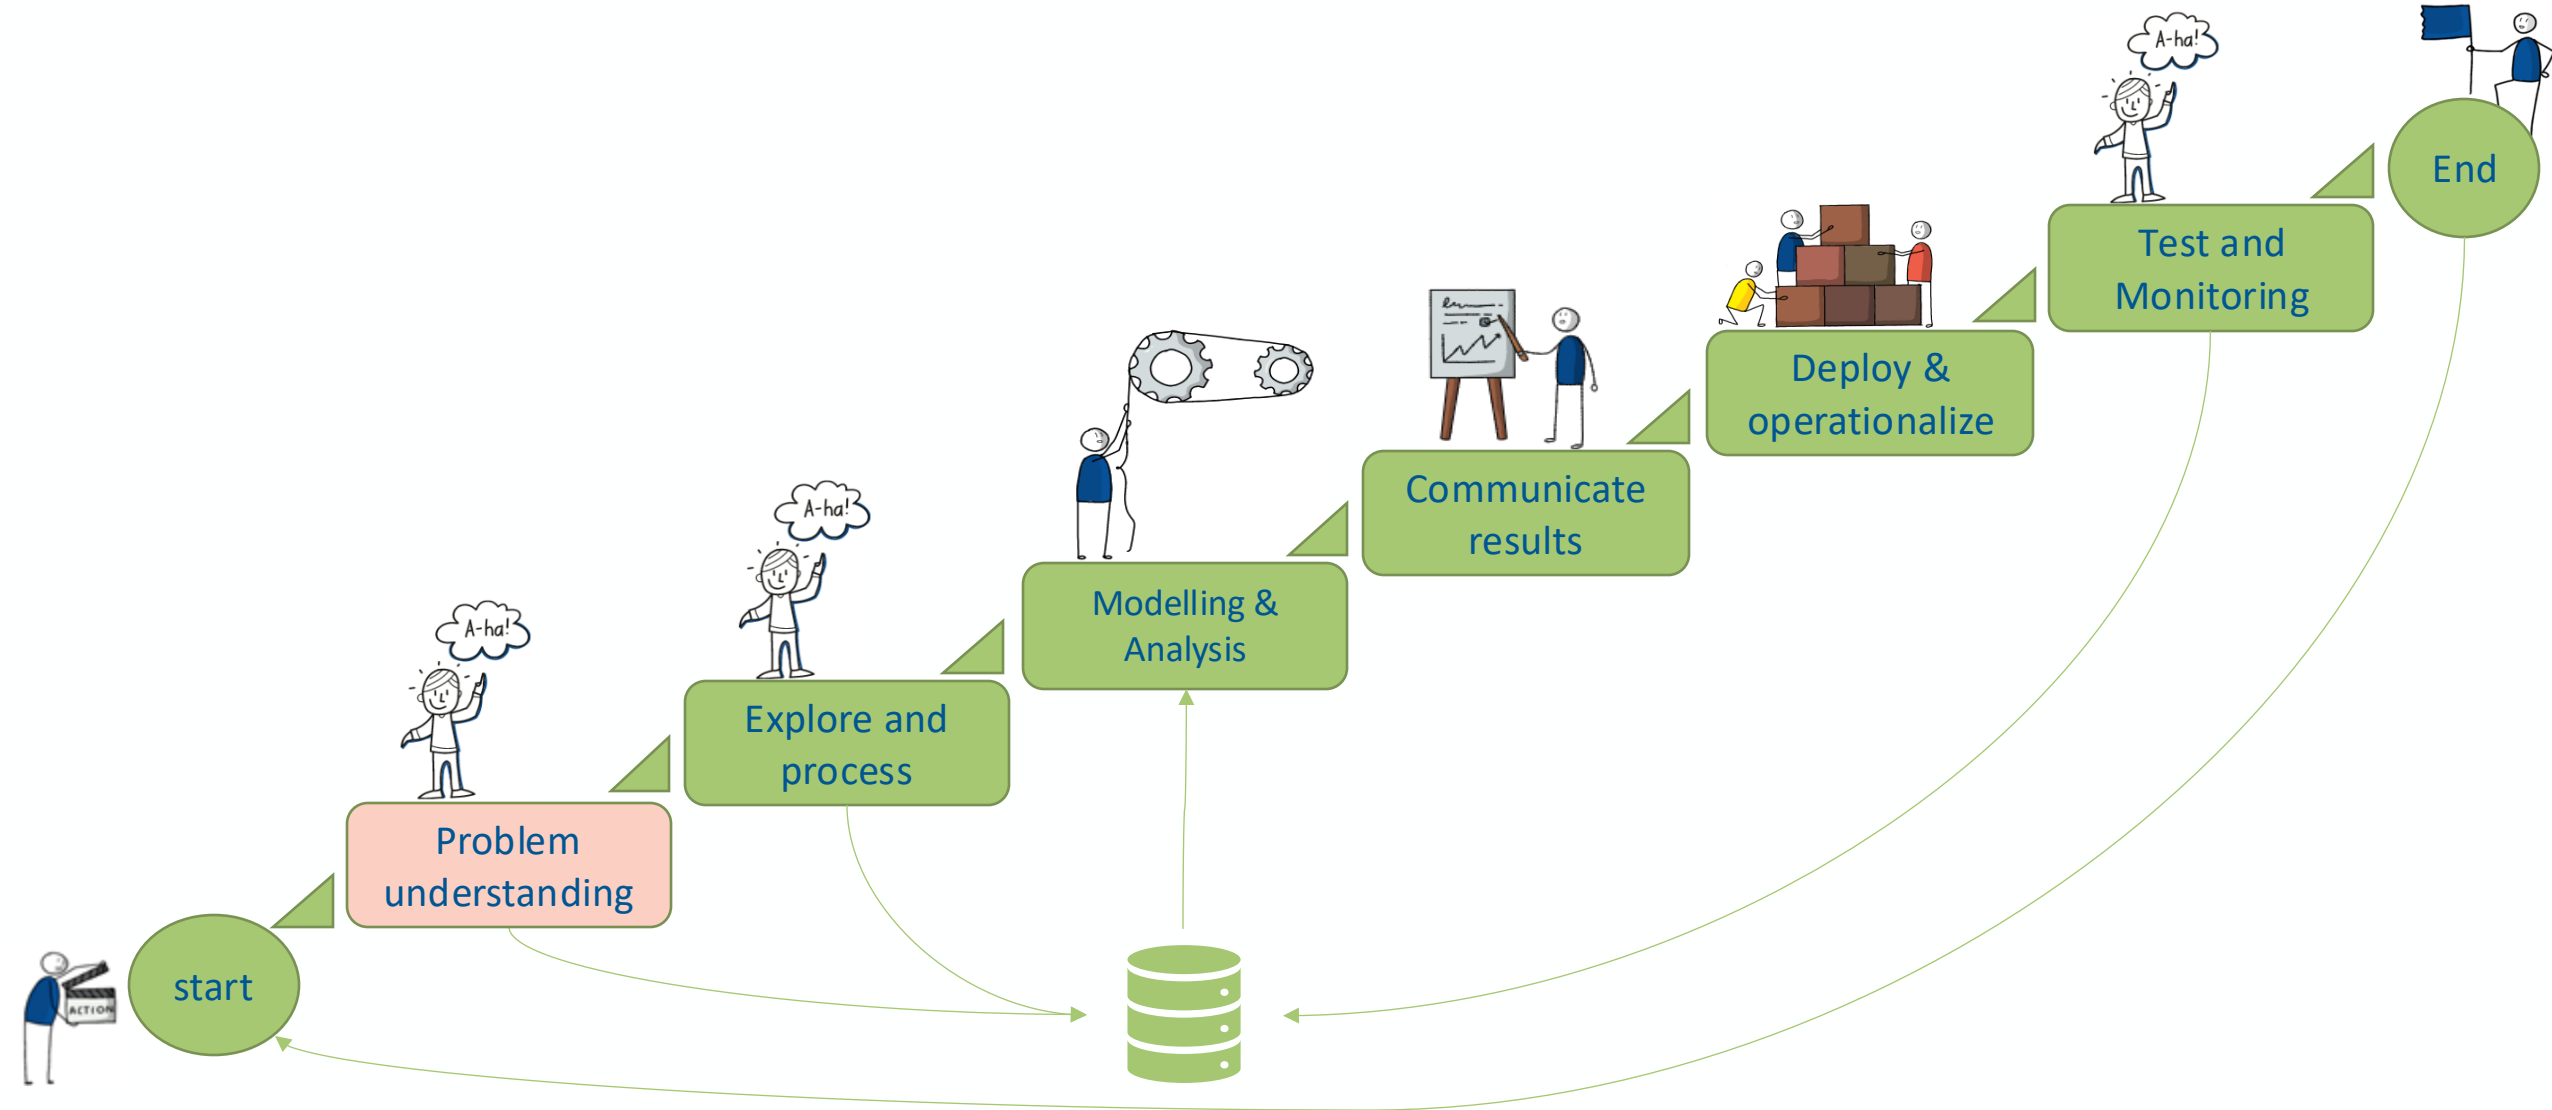 start
ACTION
Problem
understanding
A-ha!
Explore and
process
A-ha!
Modelling &
Analysis
Communicate
results
Deploy &
operationalize
Test and
Monitoring
A-ha!
End